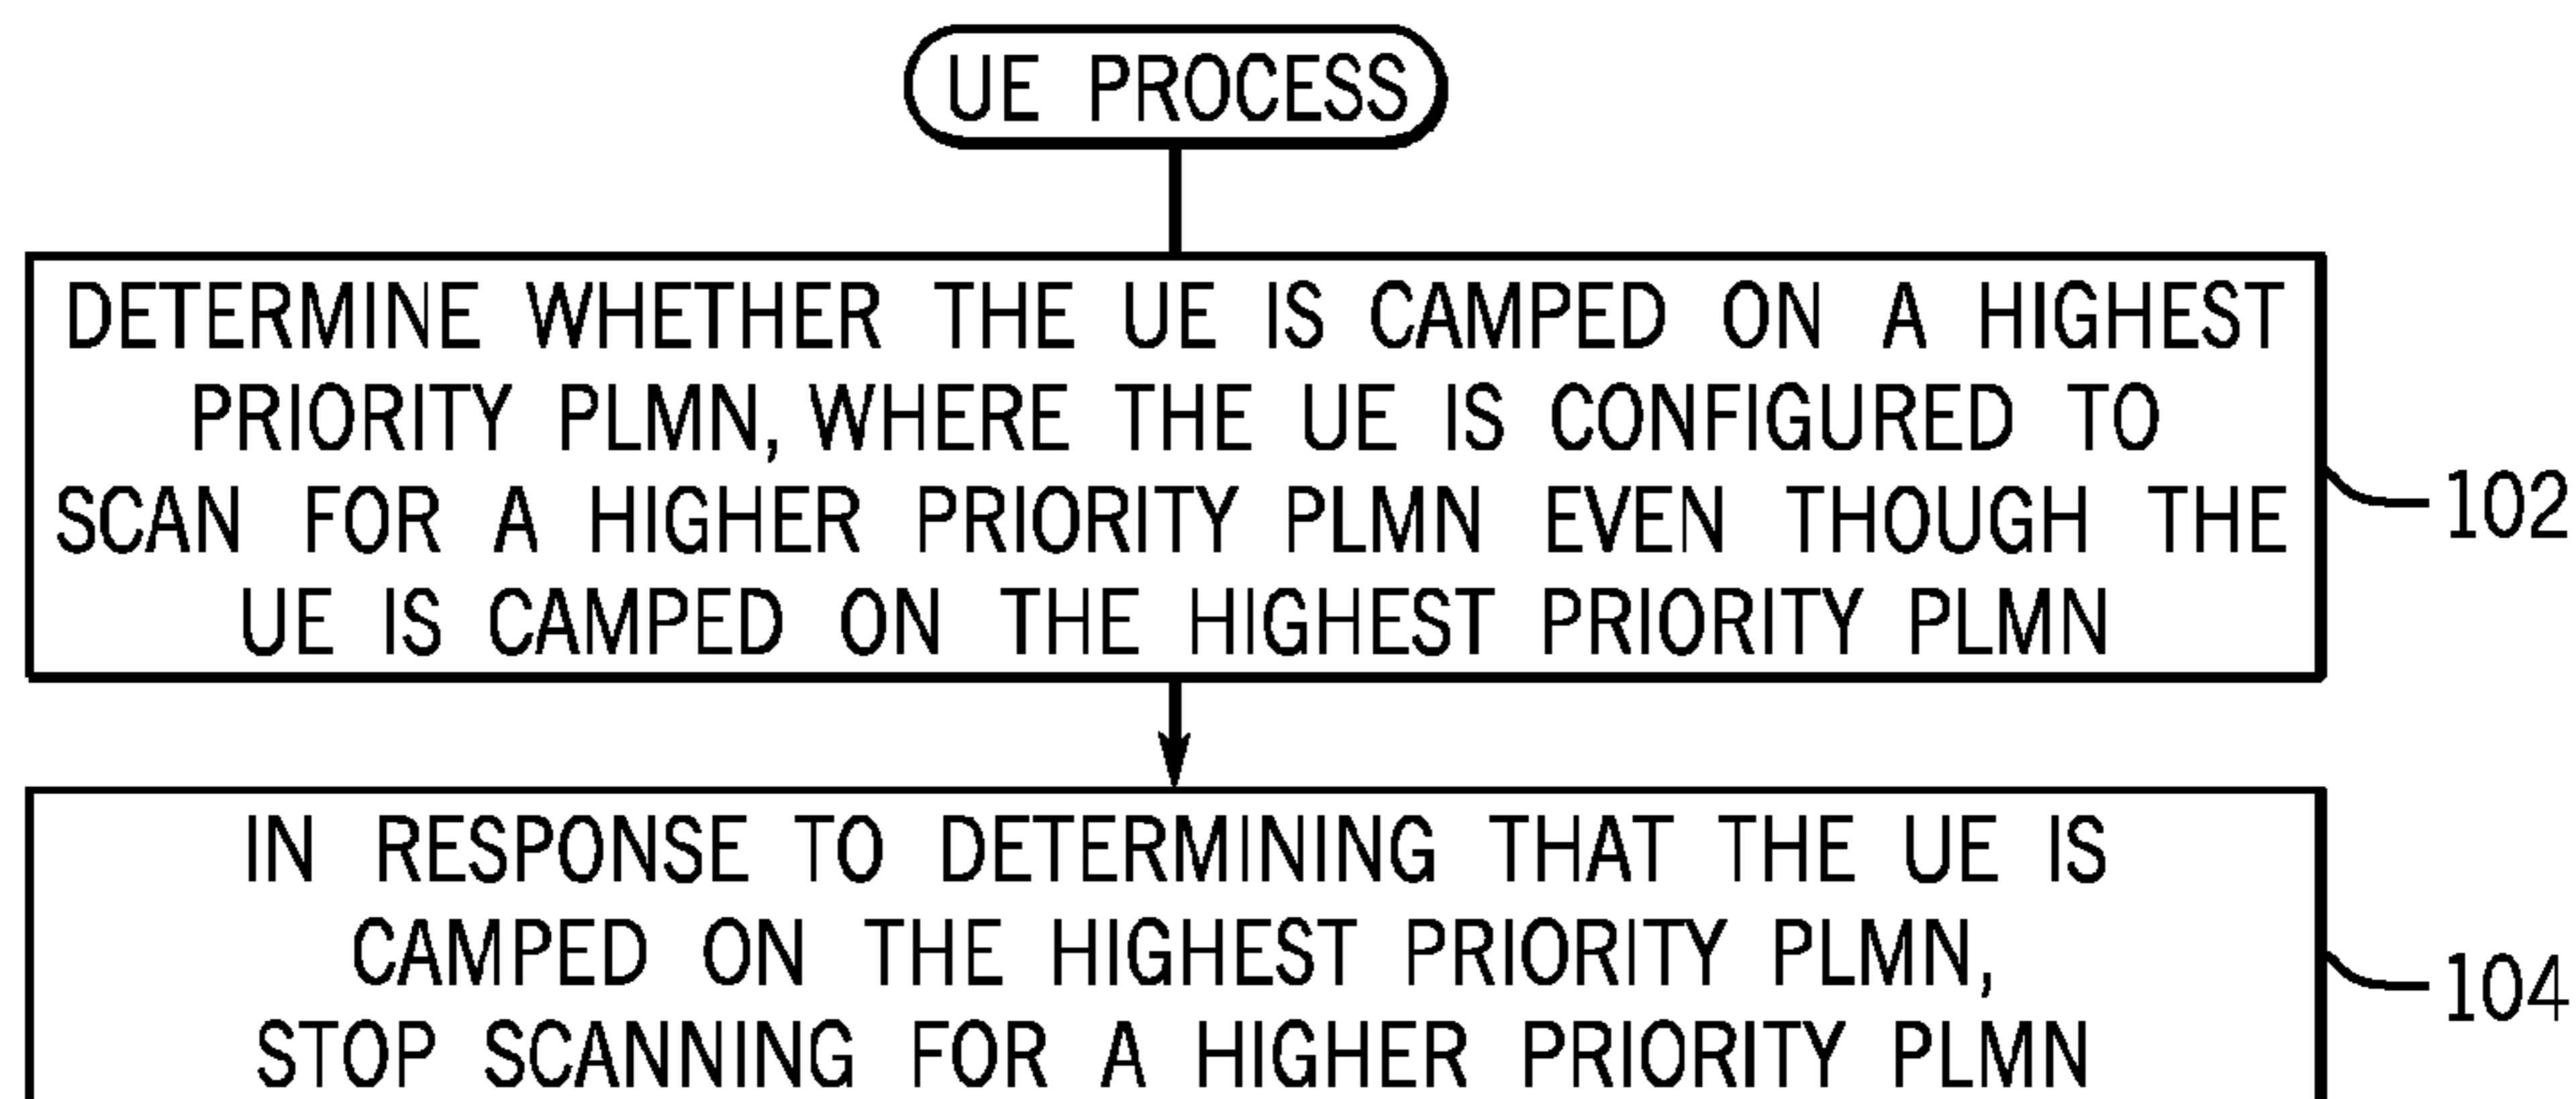 UE PROCESS
DETERMINE WHETHER THE UE IS CAMPED ON A HIGHEST
PRIORITY PLMN, WHERE THE UE IS CONFIGURED TO
SCAN FOR A HIGHER PRIORITY PLMN EVEN THOUGH THE
UE IS CAMPED ON THE HIGHEST PRIORITY PLMN
102
IN RESPONSE TO DETERMINING THAT THE UE IS
CAMPED ON THE HIGHEST PRIORITY PLMN,
STOP SCANNING FOR A HIGHER PRIORITY PLMN
104